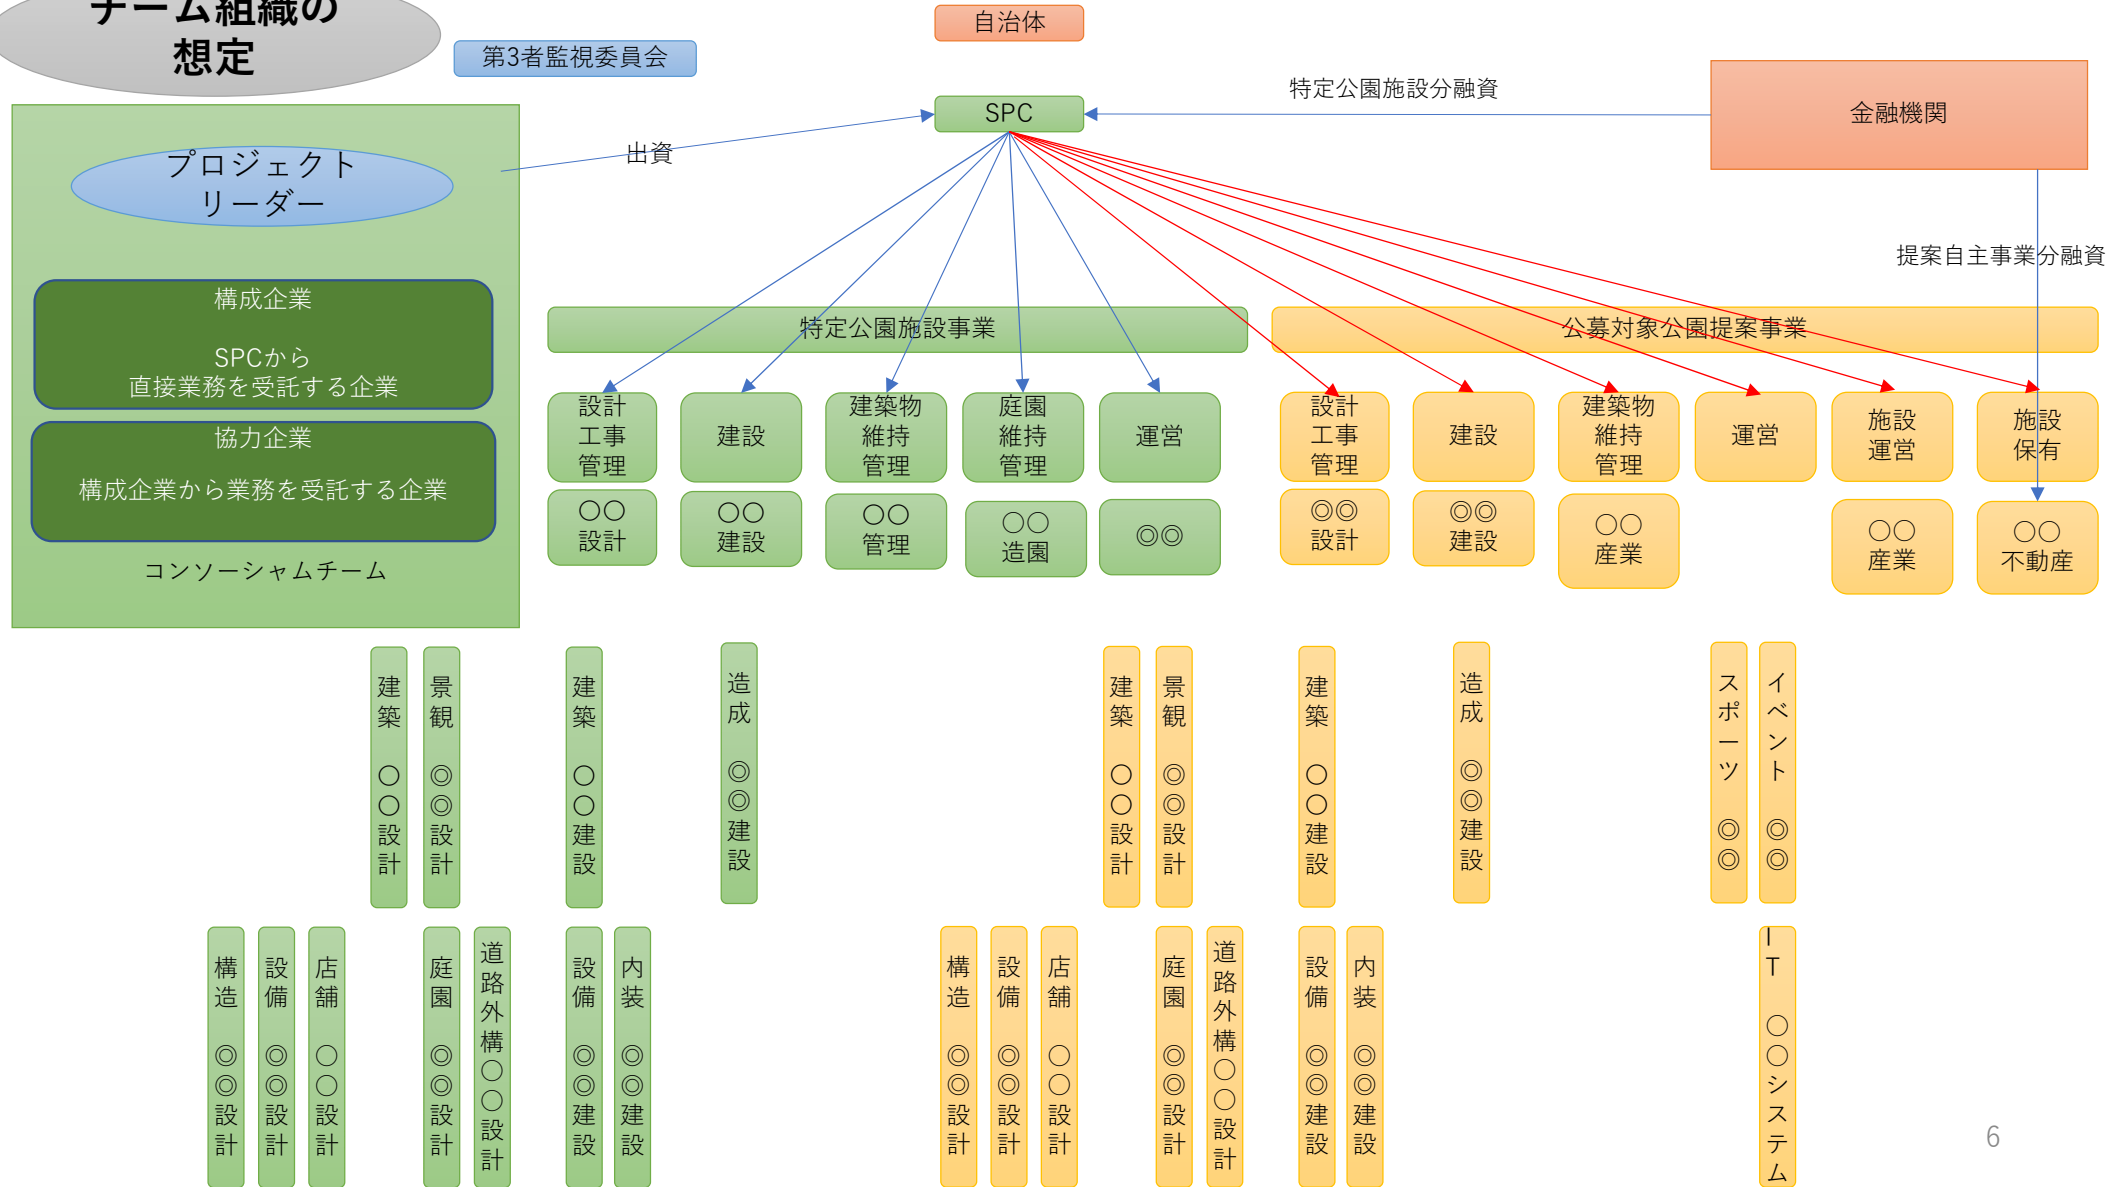 チーム組織の
想定
第3者監視委員会
自治体
SPC
特定公園施設分融資
金融機関
出資
提案自主事業分融資
プロジェクト
リーダー
構成企業
SPCから
直接業務を受託する企業
協力企業
構成企業から業務を受託する企業
コンソーシャムチーム
特定公園施設事業
公募対象公園提案事業
設計
工事
管理
建設
建築物
維持
管理
庭園
維持
管理
運営
設計
工事
管理
建設
建築物
維持
管理
運営
施設
運営
施設
保有
〇〇
設計
〇〇
建設
〇〇
管理
○○
造園
◎◎
◎◎
設計
◎◎
建設
○○
産業
○○
産業
○○
不動産
建築　〇〇設計
景観　◎◎設計
建築　〇〇建設
造成　◎◎建設
建築　〇〇設計
景観　◎◎設計
建築　〇〇建設
造成　◎◎建設
スポーツ　◎◎
イベント　◎◎
構造　◎◎設計
設備　◎◎設計
店舗　○○設計
庭園　◎◎設計
道路外構○○設計
設備　◎◎建設
内装　◎◎建設
構造　◎◎設計
設備　◎◎設計
店舗　○○設計
庭園　◎◎設計
道路外構○○設計
設備　◎◎建設
内装　◎◎建設
IT　○○システム
6